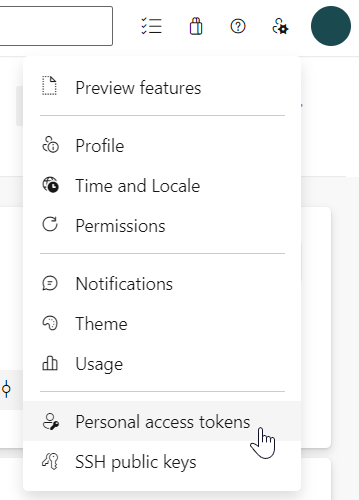 Preview features
Profile
Time and Locale
Permissions
Notifications
Theme
Usage
Personal access tokens
SSH public keys